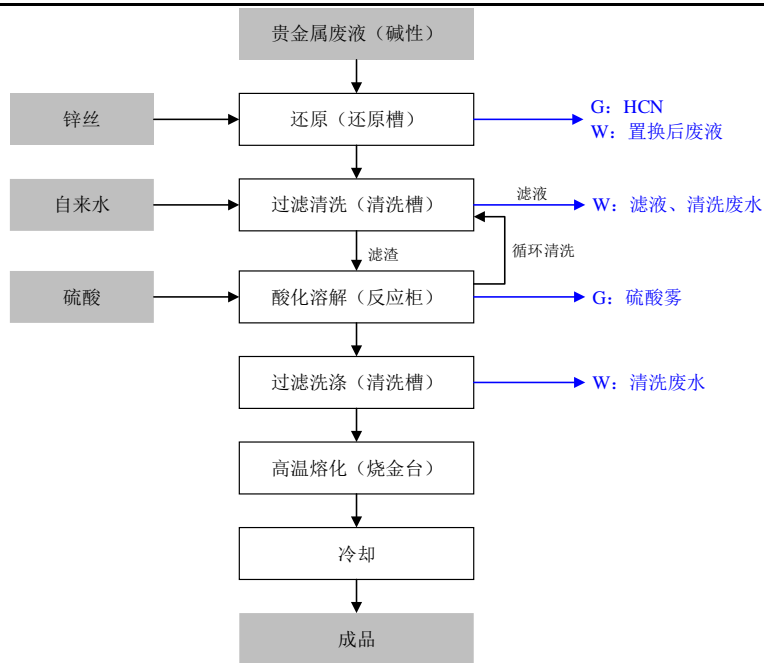 贵金属废液（碱性）
锌丝
还原（还原槽）
G：HCN
W：置换后废液
自来水
过滤清洗（清洗槽）
滤液
W：滤液、清洗废水
滤渣
循环清洗
硫酸
酸化溶解（反应柜）
G：硫酸雾
过滤洗涤（清洗槽）
W：清洗废水
高温熔化（烧金台）
冷却
成品